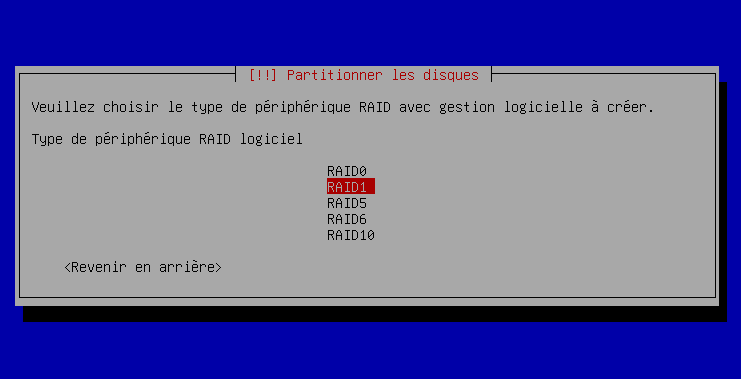 [!!] Partitionner les disques
Veuillez choisir le type de périphérique RAID avec gestion logicielle à créer.
Type de périphérique RAID logiciel
RAID0
RAID1
RAID5
RAID6
RAID10
<Revenir en arrière>